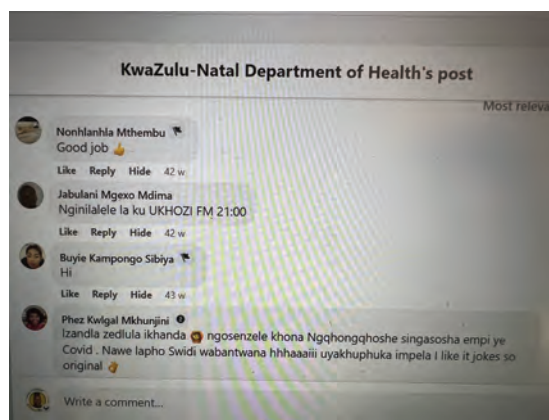 KwaZulu-Natal Department of Health's post
Most releva
Nonhlanhla Mthembu
Good job 👍
Like Reply Hide 42 w
Jabulani Mgexo Mdima
Nginilalele la ku UKHOZI FM 21:00
Like Reply Hide 42 w
Buyie Kampongo Sibiya
Hi
Like Reply Hide 43 w
Phez Kwlgal Mkhunjini
Izandla zedlula ikhanda ngosenzele khona Ngqhongqhoshe singasosha empi ye
Covid . Nawe lapho Swidi wabantwana hhhaaaiii uyakhuphuka impela I like it jokes so
original 👌
Write a comment...